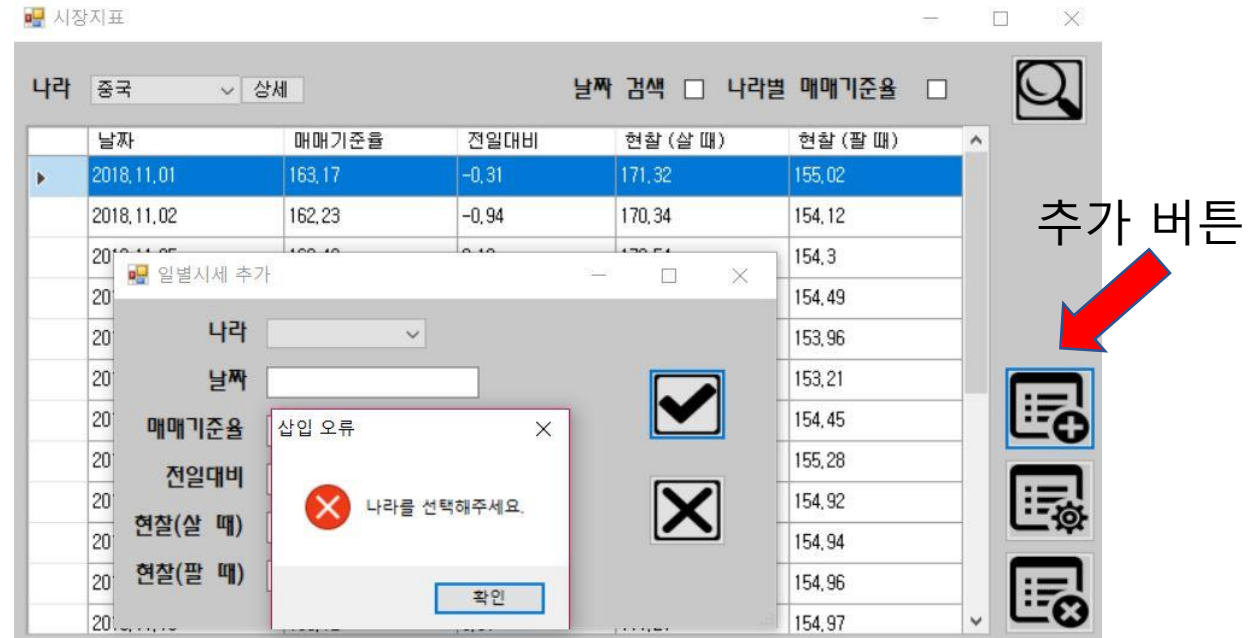 시장지표
나라 중국 상세 날짜 검색 나라별 매매기준율
날짜 매매기준율 전일대비 현찰 (살 때) 현찰 (팔 때)
2018,11,01 163,17 -0,31 171,32 155,02
2018,11,02 162,23 -0,94 170,34 154,12
추가 버튼
154,3
일별시세 추가
154,49
나라
153,96
날짜
153,21
매매기준율
삽입 오류
154,45
전일대비
155,28
나라를 선택해주세요.
154,92
현찰(살 때)
154,94
현찰(팔 때)
154,96
확인
154,97